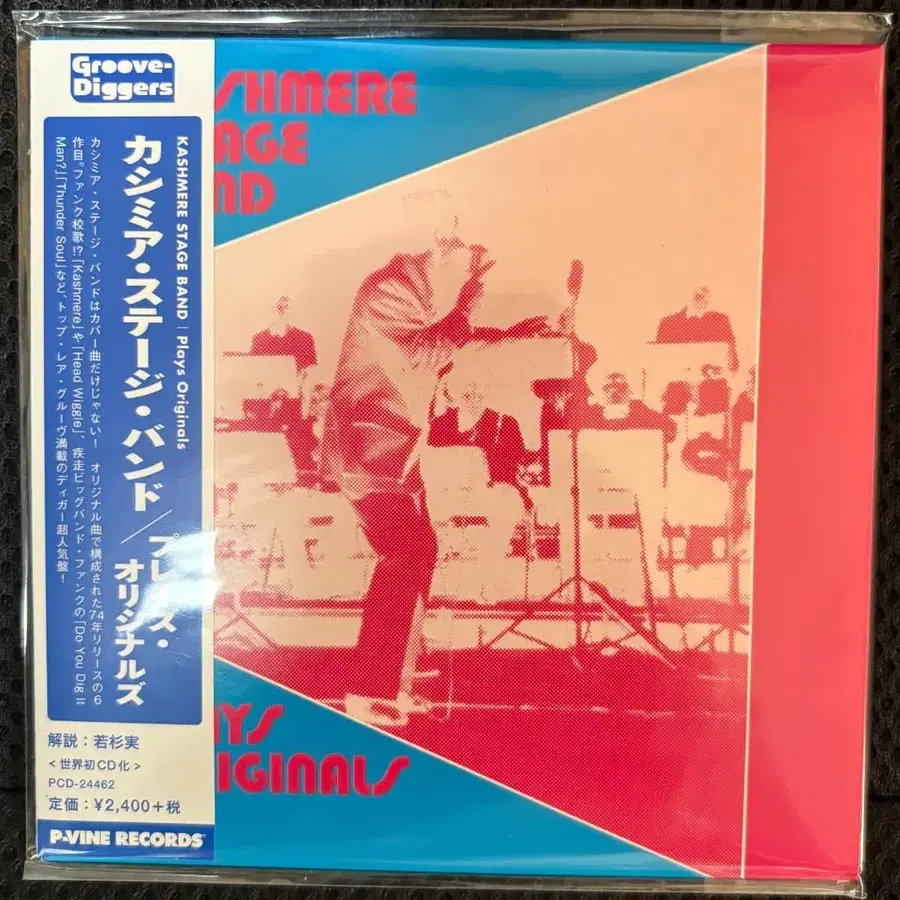 Groove-
Diggers
KASHMERE STAGE BAND | Plays Originals
カシミア・ステージ・バンド／プレイズ・
オリジナルズ
カシミア・ステージ・バンドはカバー曲だけじゃない！ オリジナル曲で構成された74年リリースの6
作目。ファンク校歌!?「Kashmere」や「Head Wiggle」、疾走ビッグバンド・ファンクの「Do You Dig It
Man?」「Thunder Soul」など、トップ・レア・グルーヴ満載のディガー超人気盤！
解説：若杉実
＜世界初CD化＞
PCD-24462
定価：¥2,400＋税
P-VINE RECORDS
SHMERE
AGE
ND
AYS
IGINALS